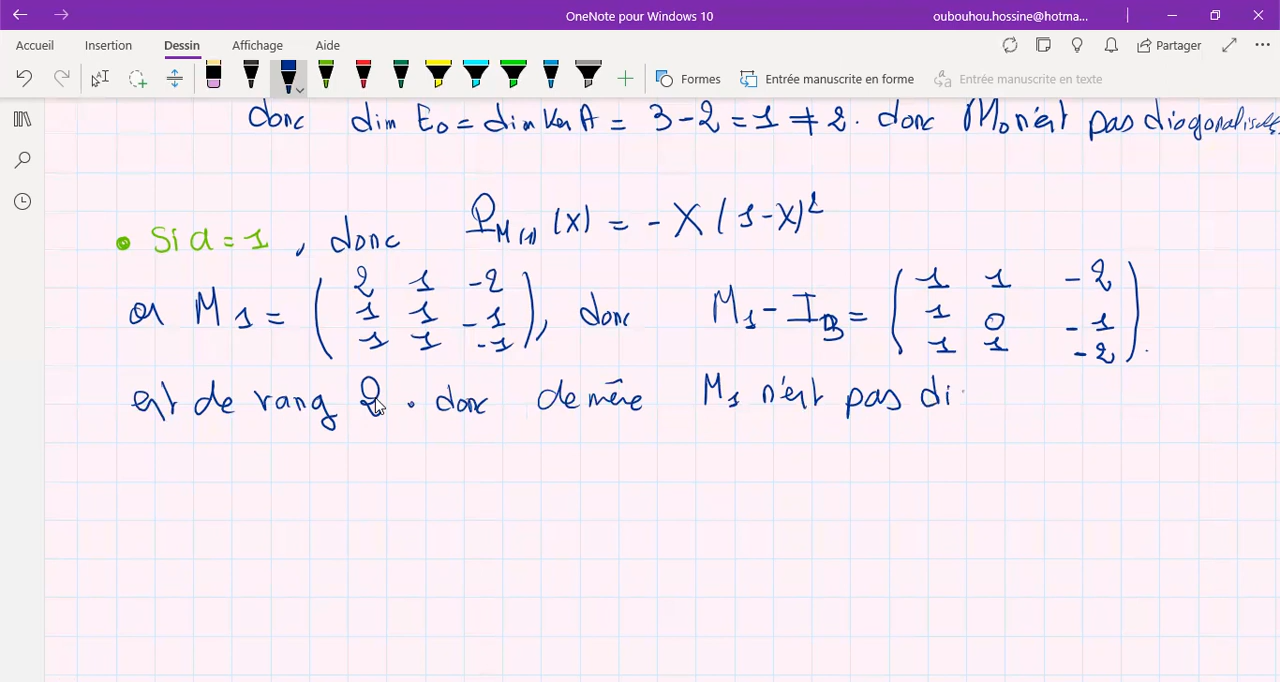 OneNote pour Windows 10
oubouhou.hossine@hotma...
Accueil Insertion Dessin Affichage Aide
Partager
Formes Entrée manuscrite en forme Entrée manuscrite en texte
donc dim E₀ = dim Ker A = 3 - 2 = 1 ≠ 2. donc M₀ n'est pas diagonalisable
• Si a = 1, donc P_{M(1)}(X) = - X (1 - X)²
or M₁ = ( 2 1 -2 ; 1 1 -1 ; 1 1 -1 ), donc M₁ - I₃ = ( 1 1 -2 ; 1 0 -1 ; 1 1 -2 ).
est de rang 2. donc de même M₁ n'est pas di